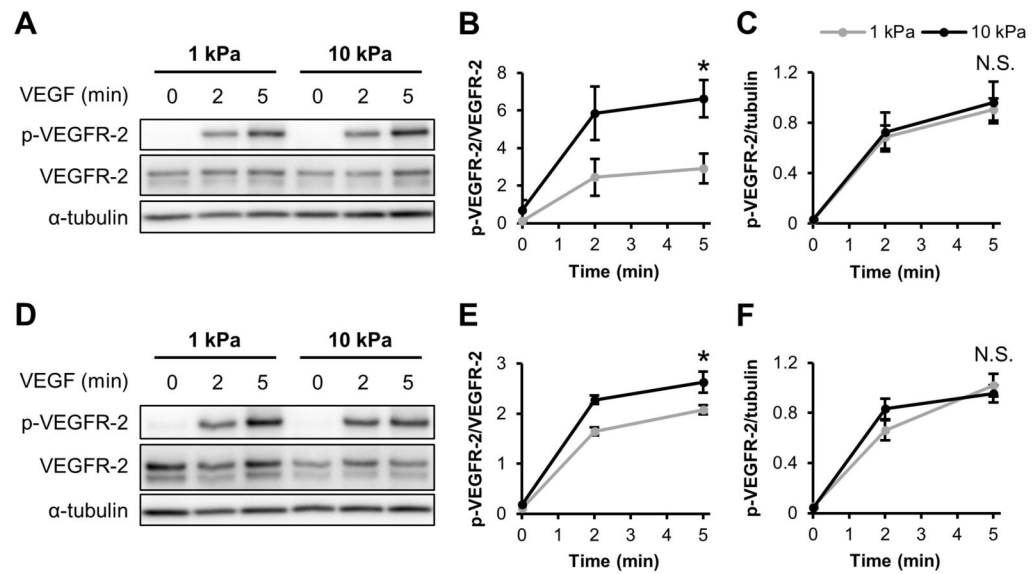 A
1 kPa 10 kPa
VEGF (min) 0 2 5 0 2 5
p-VEGFR-2
VEGFR-2
α-tubulin
B
p-VEGFR-2/VEGFR-2
8
6
4
2
0
*
0 1 2 3 4 5
Time (min)
C
1 kPa 10 kPa
p-VEGFR-2/tubulin
1.2
0.8
0.4
0
N.S.
0 1 2 3 4 5
Time (min)
D
1 kPa 10 kPa
VEGF (min) 0 2 5 0 2 5
p-VEGFR-2
VEGFR-2
α-tubulin
E
p-VEGFR-2/VEGFR-2
3
2
1
0
*
0 1 2 3 4 5
Time (min)
F
p-VEGFR-2/tubulin
1.2
0.8
0.4
0
N.S.
0 1 2 3 4 5
Time (min)